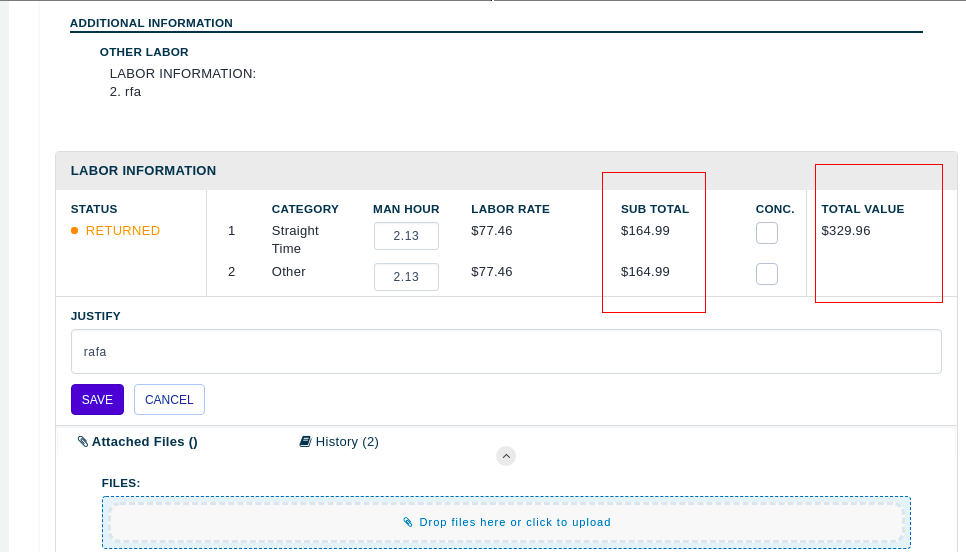 ADDITIONAL INFORMATION
OTHER LABOR
LABOR INFORMATION:
2. rfa
LABOR INFORMATION
STATUS CATEGORY MAN HOUR LABOR RATE SUB TOTAL CONC. TOTAL VALUE
RETURNED 1 Straight 2.13 $77.46 $164.99 $329.96
Time
2 Other 2.13 $77.46 $164.99
JUSTIFY
rafa
SAVE CANCEL
Attached Files () History (2)
FILES:
Drop files here or click to upload